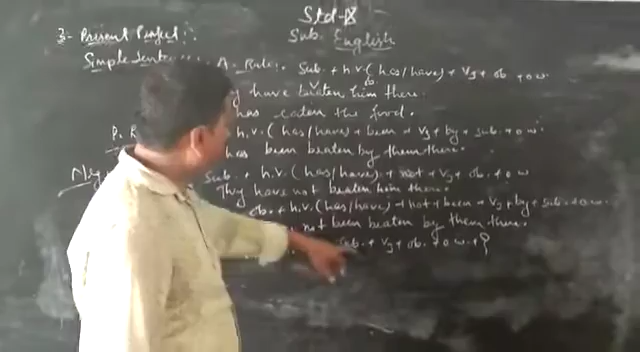 Std-IX
Sub. English
3- Present Perfect :-
Simple Sentence :- A. Rule:- Sub. + h.v. (has/have) + V3 + ob + o w
have beaten him there.
has eaten the food.
P. R h.v. (has/have) + been + V3 + by + sub. + o w.
has been beaten by them there.
Neg Sub. + h.v. (has/have). + not + V3 + ob. + o w
They have not beaten him there.
ob. + h.v. (has/have) + not + been + V3 + by + sub. + o w.
not been beaten by them there.
sub. + V3 + ob. + o w. + ?